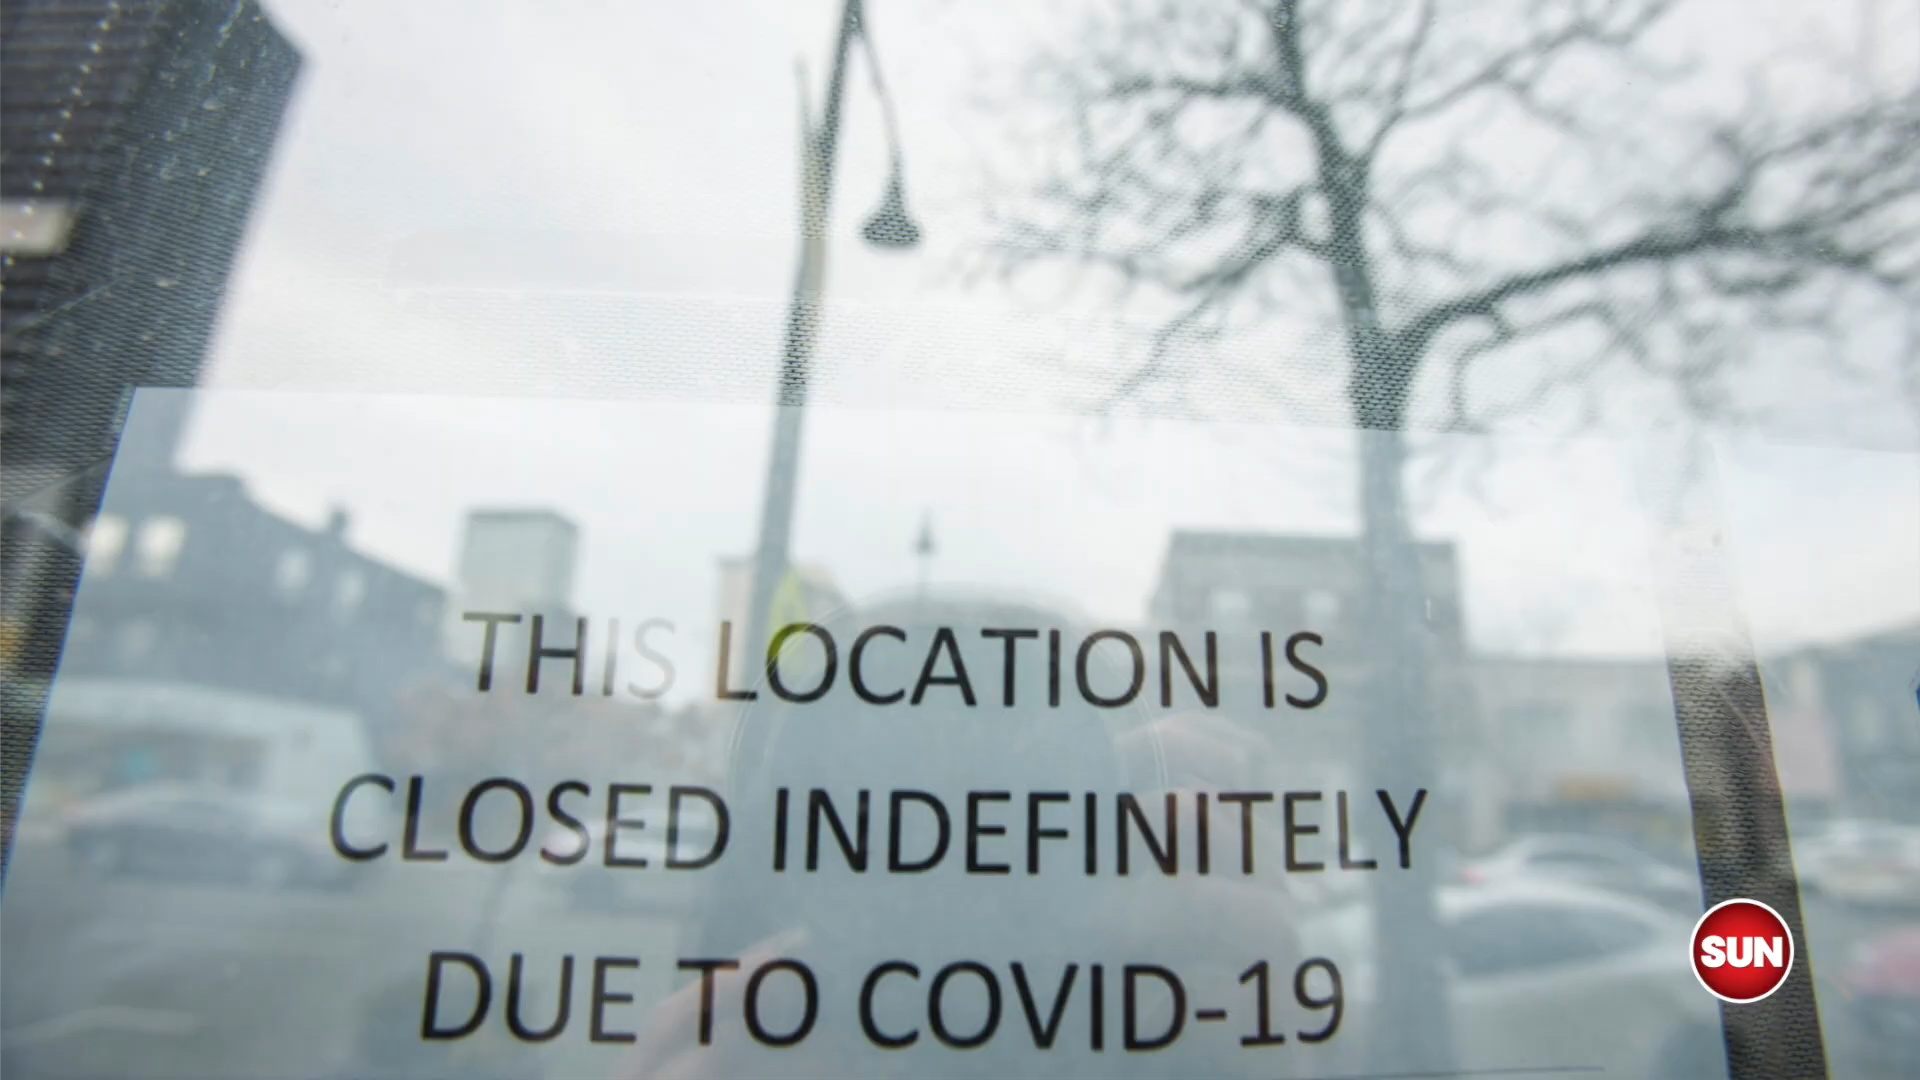 THIS LOCATION IS
CLOSED INDEFINITELY
DUE TO COVID-19
SUN